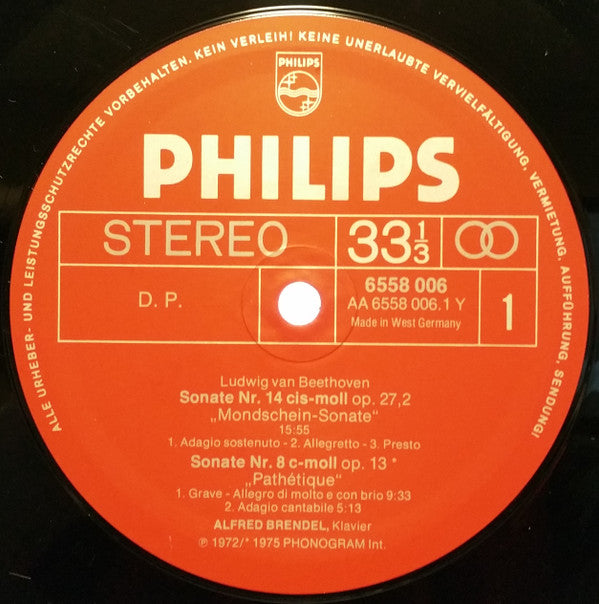 ALLE URHEBER- UND LEISTUNGSSCHUTZRECHTE VORBEHALTEN. KEIN VERLEIH! KEINE UNERLAUBTE VERVIELFÄLTIGUNG, VERMIETUNG, AUFFÜHRUNG, SENDUNG!
PHILIPS
PHILIPS
STEREO 33⅓
D. P.
6558 006
AA 6558 006.1 Y
Made in West Germany
1
Ludwig van Beethoven
Sonate Nr. 14 cis-moll op. 27,2
„Mondschein-Sonate“
15:55
1. Adagio sostenuto - 2. Allegretto - 3. Presto
Sonate Nr. 8 c-moll op. 13 *
„Pathétique“
1. Grave - Allegro di molto e con brio 9:33
2. Adagio cantabile 5:13
ALFRED BRENDEL, Klavier
℗ 1972/* 1975 PHONOGRAM Int.